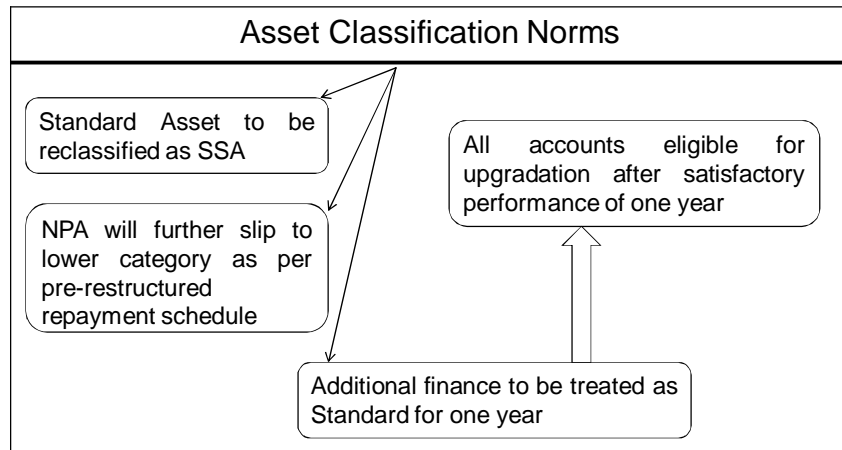 Asset Classification Norms
Standard Asset to be
reclassified as SSA
All accounts eligible for
upgradation after satisfactory
performance of one year
NPA will further slip to
lower category as per
pre-restructured
repayment schedule
Additional finance to be treated as
Standard for one year